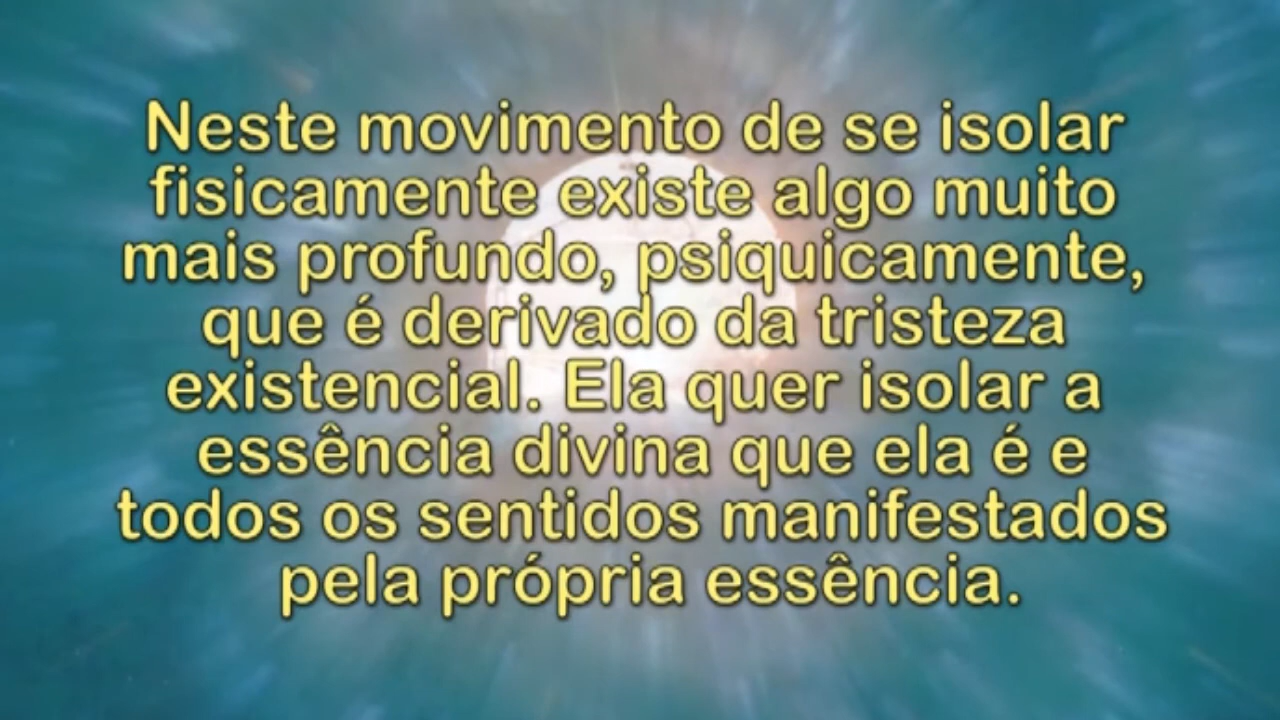 Neste movimento de se isolar
fisicamente existe algo muito
mais profundo, psiquicamente,
que é derivado da tristeza
existencial. Ela quer isolar a
essência divina que ela é e
todos os sentidos manifestados
pela própria essência.